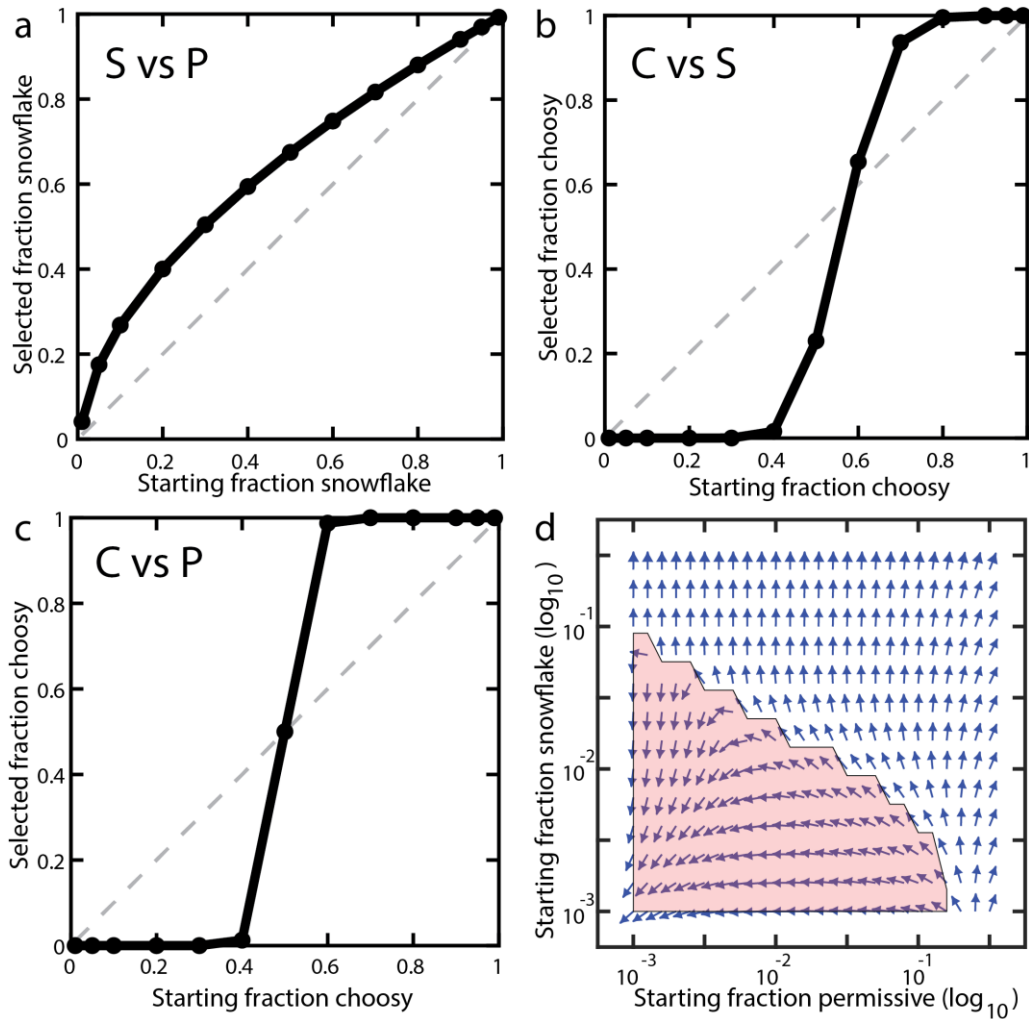 a
S vs P
Selected fraction snowflake
1
0.8
0.6
0.4
0.2
0
0.2
0.4
0.6
0.8
1
Starting fraction snowflake
b
C vs S
Selected fraction choosy
1
0.8
0.6
0.4
0.2
0
0
0.2
0.4
0.6
0.8
1
Starting fraction choosy
c
C vs P
Selected fraction choosy
1
0.8
0.6
0.4
0.2
0
0
0.2
0.4
0.6
0.8
1
Starting fraction choosy
d
Starting fraction snowflake (log10)
10-1
10-2
10-3
10-3
10-2
10-1
Starting fraction permissive (log10)